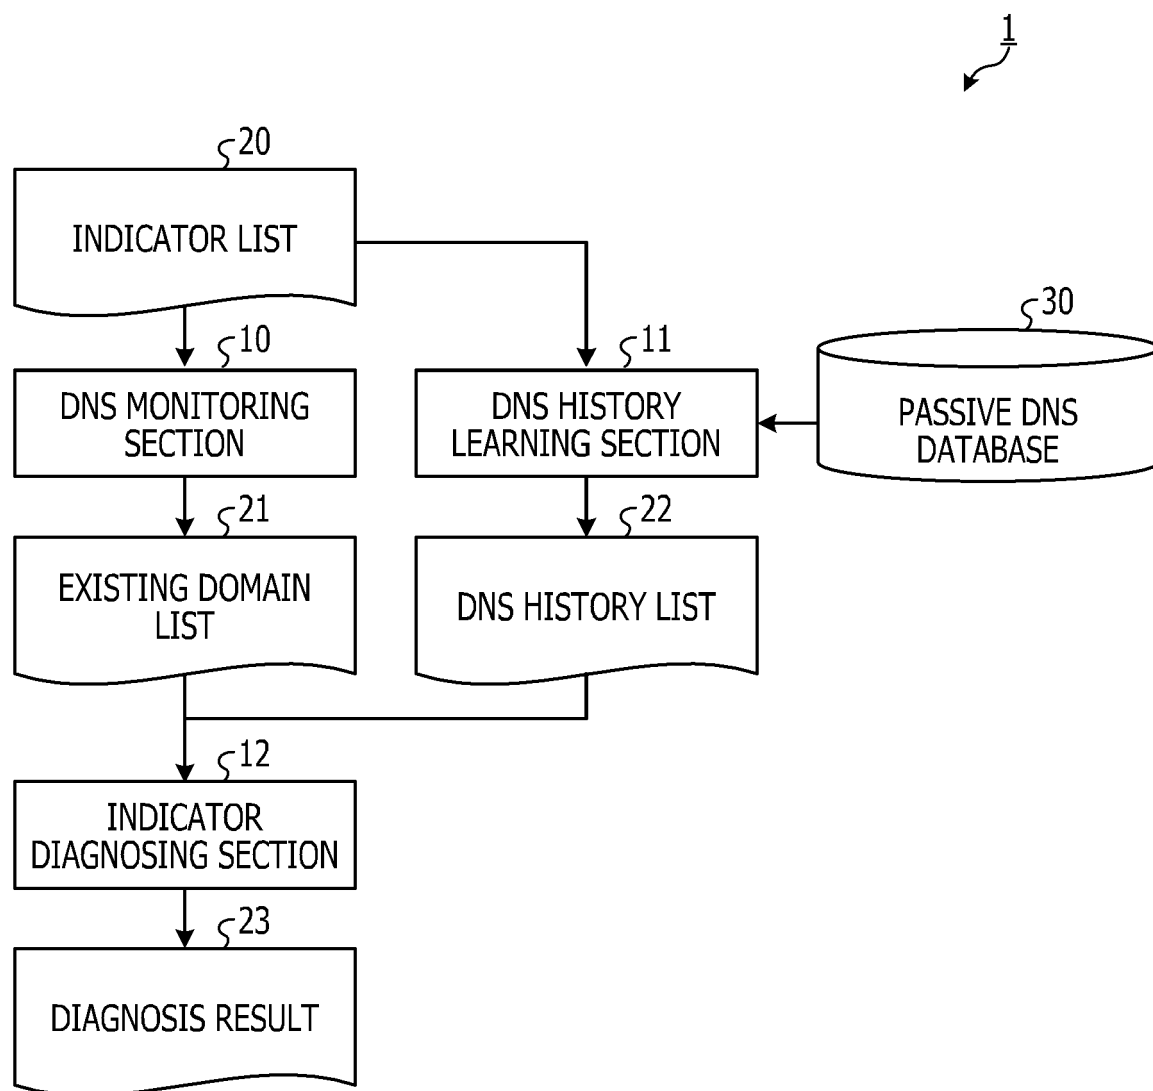 1
20
INDICATOR LIST
10
DNS MONITORING
SECTION
11
DNS HISTORY
LEARNING SECTION
30
PASSIVE DNS
DATABASE
21
EXISTING DOMAIN
LIST
22
DNS HISTORY LIST
12
INDICATOR
DIAGNOSING SECTION
23
DIAGNOSIS RESULT